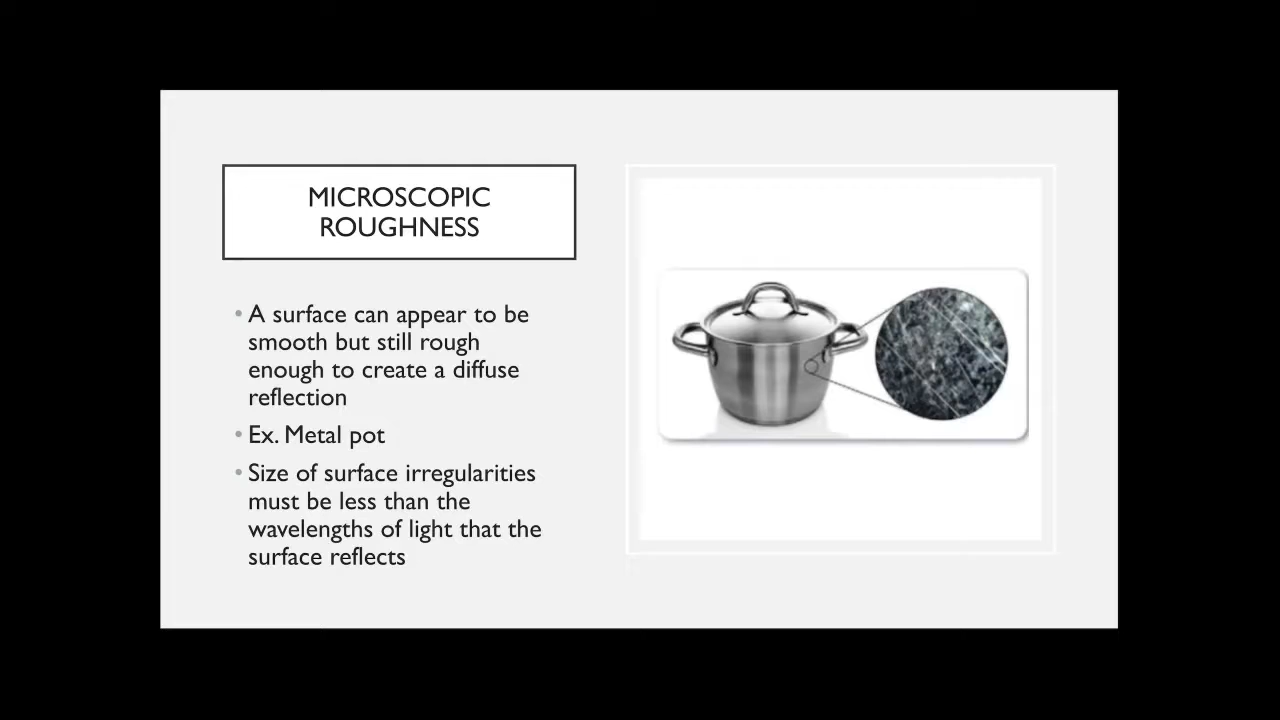 MICROSCOPIC
ROUGHNESS
• A surface can appear to be
smooth but still rough
enough to create a diffuse
reflection
• Ex. Metal pot
• Size of surface irregularities
must be less than the
wavelengths of light that the
surface reflects